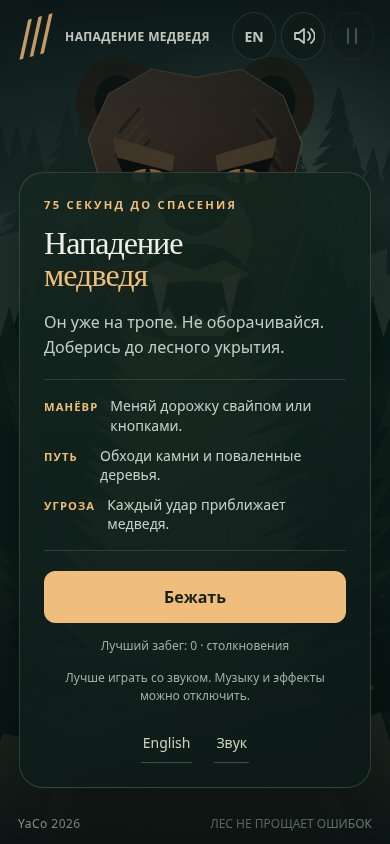 НАПАДЕНИЕ МЕДВЕДЯ
EN
75 СЕКУНД ДО СПАСЕНИЯ
Нападение
медведя
Он уже на тропе. Не оборачивайся.
Доберись до лесного укрытия.
МАНЁВР Меняй дорожку свайпом или
кнопками.
ПУТЬ Обходи камни и поваленные
деревья.
УГРОЗА Каждый удар приближает
медведя.
Бежать
Лучший забег: 0 · столкновения
Лучше играть со звуком. Музыку и эффекты
можно отключить.
English Звук
YaCo 2026 ЛЕС НЕ ПРОЩАЕТ ОШИБОК